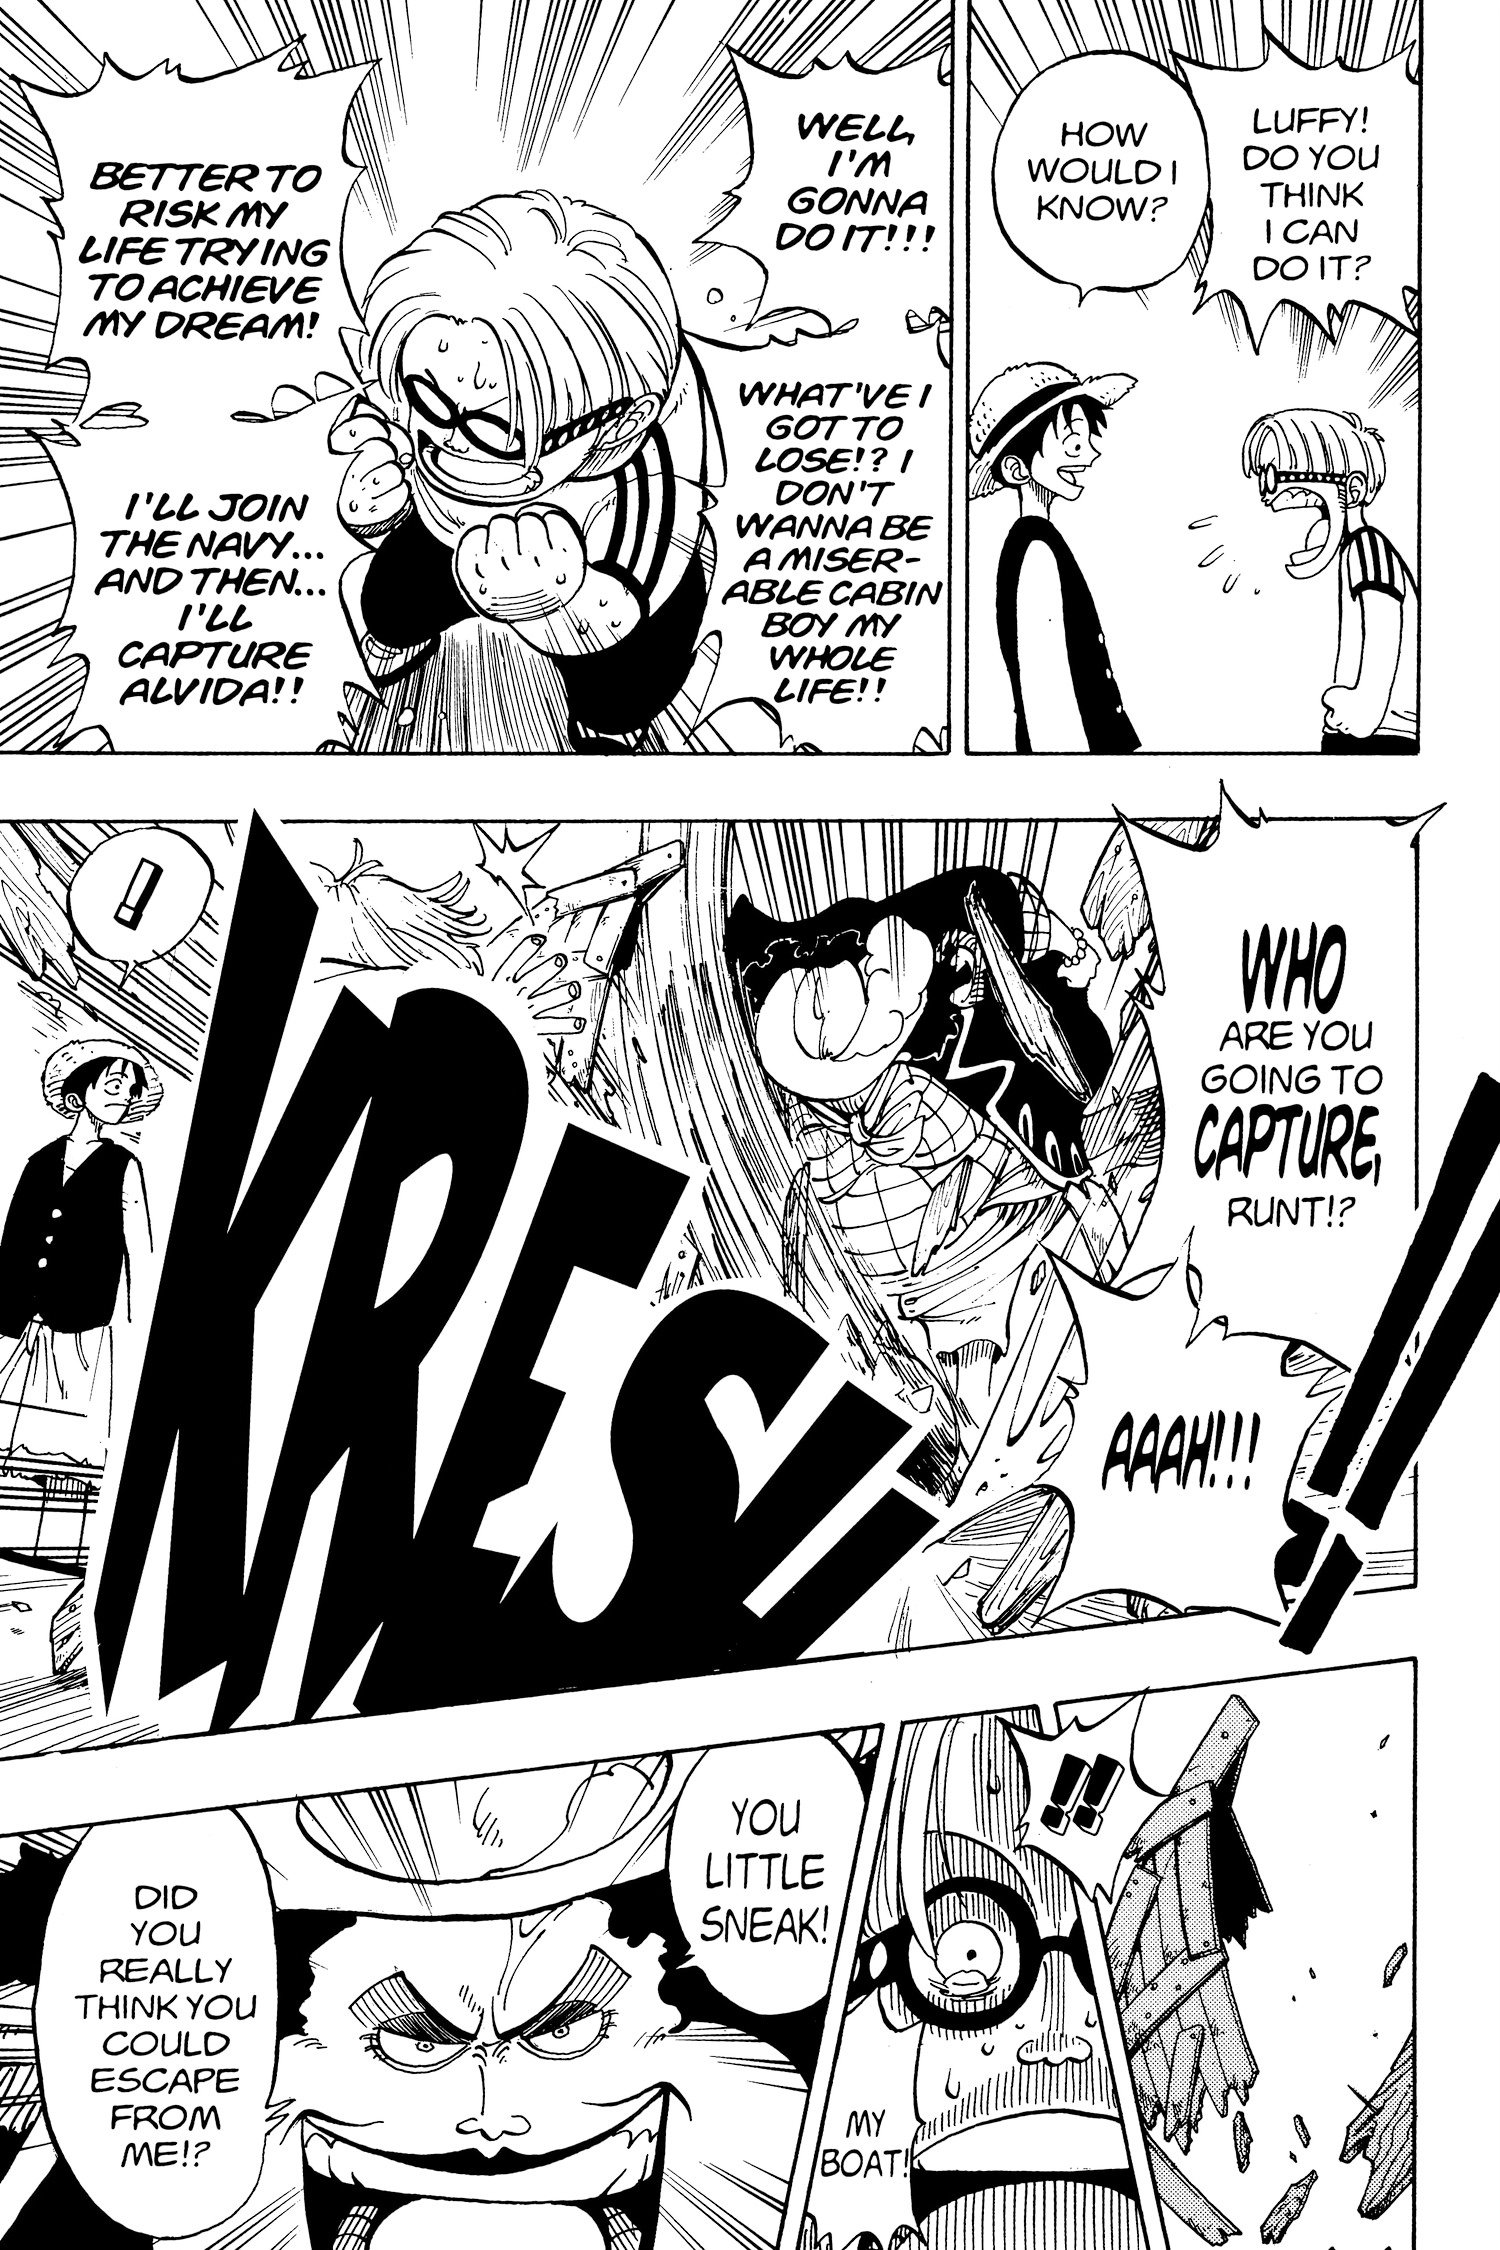 LUFFY!
DO YOU
THINK
I CAN
DO IT?
HOW
WOULD I
KNOW?
WELL,
I'M
GONNA
DO IT!!!
WHAT'VE I
GOT TO
LOSE!? I
DON'T
WANNA BE
A MISER-
ABLE CABIN
BOY MY
WHOLE
LIFE!!
BETTER TO
RISK MY
LIFE TRYING
TO ACHIEVE
MY DREAM!
I'LL JOIN
THE NAVY...
AND THEN...
I'LL
CAPTURE
ALVIDA!!
WHO
ARE YOU
GOING TO
CAPTURE,
RUNT!?
AAAH!!!
KRESH!!
!
!!
MY
BOAT!
YOU
LITTLE
SNEAK!
DID
YOU
REALLY
THINK YOU
COULD
ESCAPE
FROM
ME!?